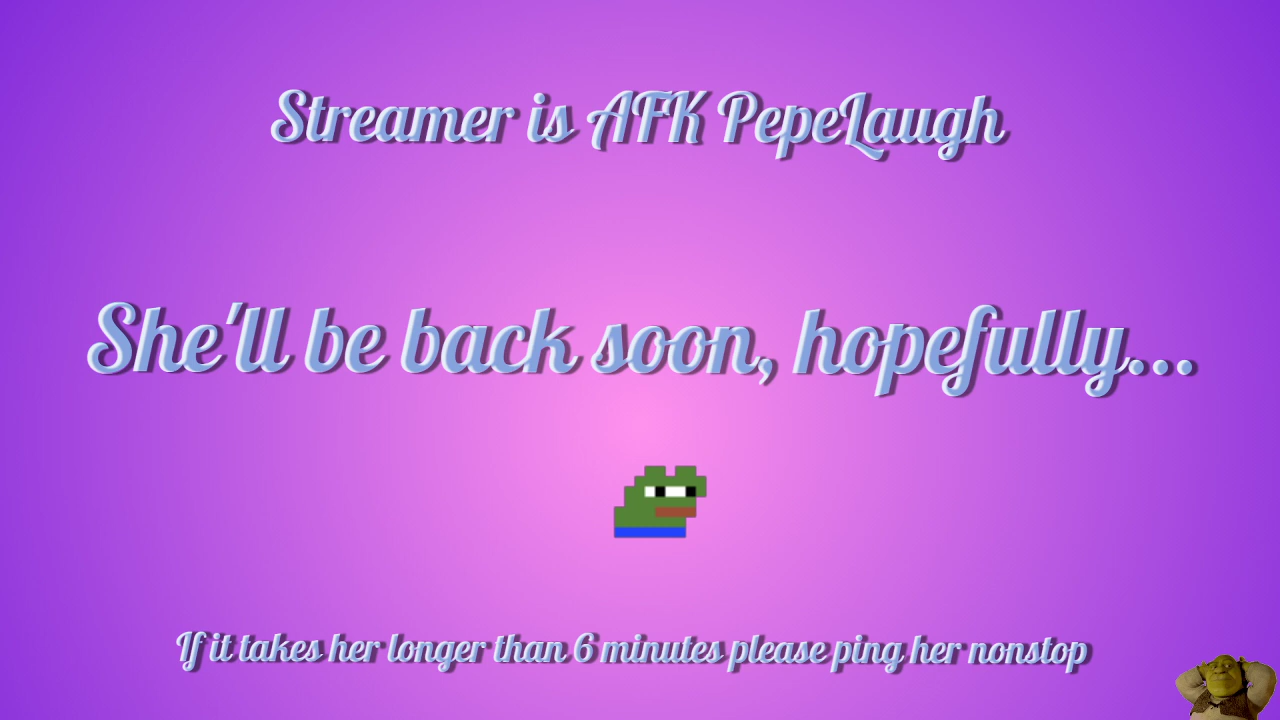 Streamer is AFK PepeLaugh
She'll be back soon, hopefully...
If it takes her longer than 6 minutes please ping her nonstop